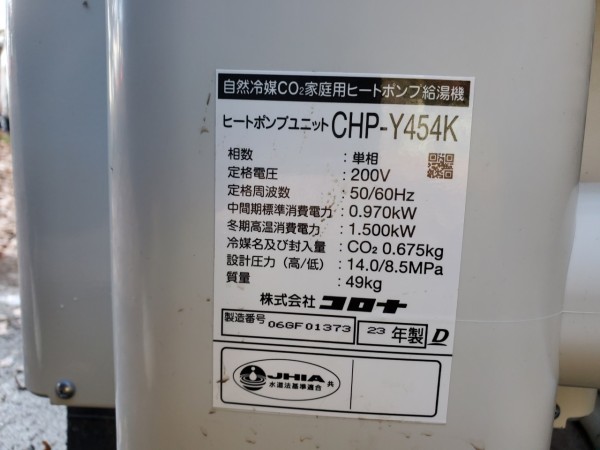 自然冷媒CO₂家庭用ヒートポンプ給湯機
ヒートポンプユニット CHP-Y454K
相数 : 単相
定格電圧 : 200V
定格周波数 : 50/60Hz
中間期標準消費電力 : 0.970kW
冬期高温消費電力 : 1.500kW
冷媒名及び封入量 : CO₂ 0.675kg
設計圧力(高/低) : 14.0/8.5MPa
質量 : 49kg
株式会社 コロナ
製造番号 06GF01373 23 年製 D
JHIA 共
水道法基準適合